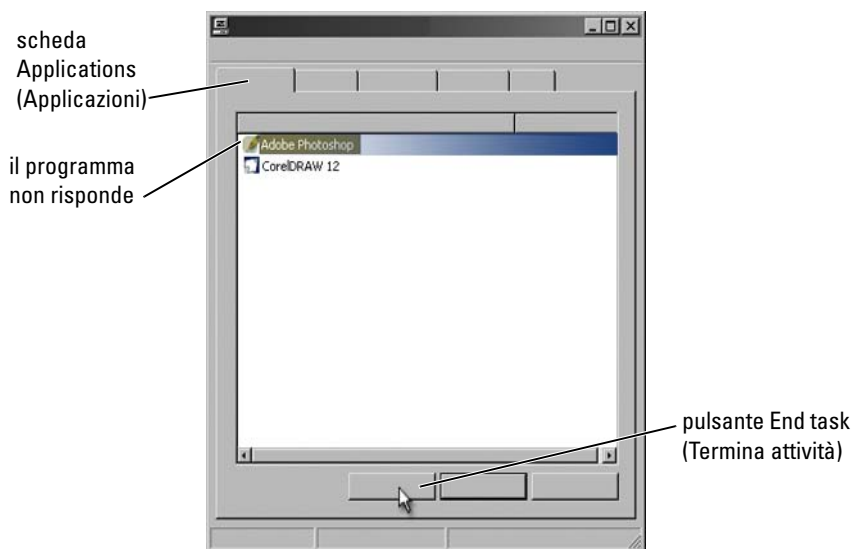 scheda
Applications
(Applicazioni)
Adobe Photoshop
CorelDRAW 12
il programma
non risponde
pulsante End task
(Termina attività)